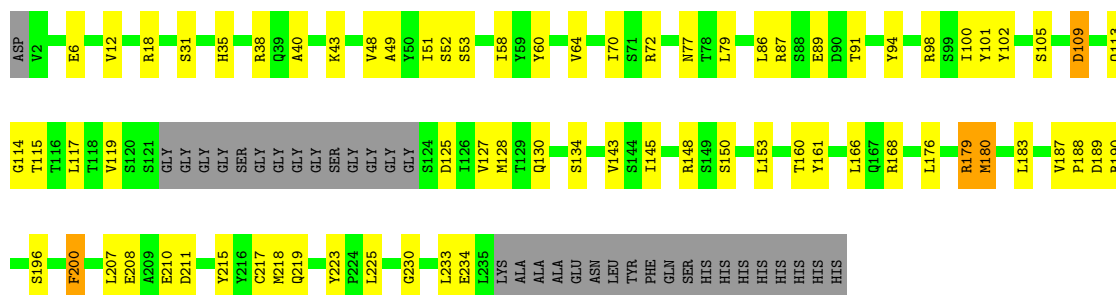 ASP V2 E6 V12 R18 S31 H35 R38 Q39 A40 K43 V48 A49 Y50 I51 S52 S53 I58 Y59 Y60 V64 I70 S71 R72 N77 T78 L79 L86 R87 S88 E89 D90 T91 Y94 R98 S99 I100 Y101 Y102 S105 D109 Q113
G114 T115 T116 L117 T118 V119 S120 S121 GLY GLY GLY GLY SER GLY GLY GLY GLY SER GLY GLY GLY GLY S124 D125 I126 V127 M128 T129 Q130 S134 V143 S144 I145 R148 S149 S150 L153 T160 Y161 L166 Q167 R168 L176 R179 M180 L183 V187 P188 D189
S196 F200 L207 E208 A209 E210 D211 Y215 Y216 C217 M218 Q219 Y223 P224 L225 G230 L233 E234 L235 LYS ALA ALA ALA GLU ASN LEU TYR PHE GLN SER HIS HIS HIS HIS HIS HIS HIS HIS